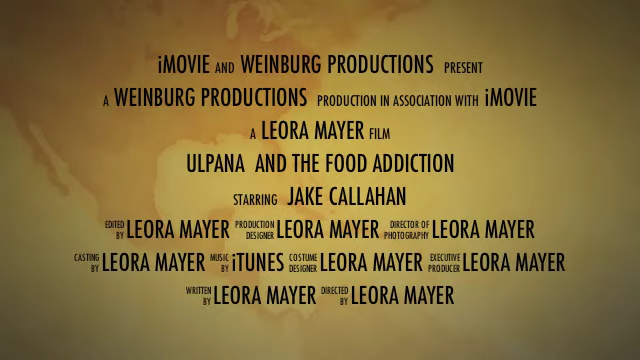 iMOVIE AND WEINBURG PRODUCTIONS PRESENT
A WEINBURG PRODUCTIONS PRODUCTION IN ASSOCIATION WITH iMOVIE
A LEORA MAYER FILM
ULPANA AND THE FOOD ADDICTION
STARRING JAKE CALLAHAN
EDITED BY LEORA MAYER PRODUCTION DESIGNER LEORA MAYER DIRECTOR OF PHOTOGRAPHY LEORA MAYER
CASTING BY LEORA MAYER MUSIC BY iTUNES COSTUME DESIGNER LEORA MAYER EXECUTIVE PRODUCER LEORA MAYER
WRITTEN BY LEORA MAYER DIRECTED BY LEORA MAYER